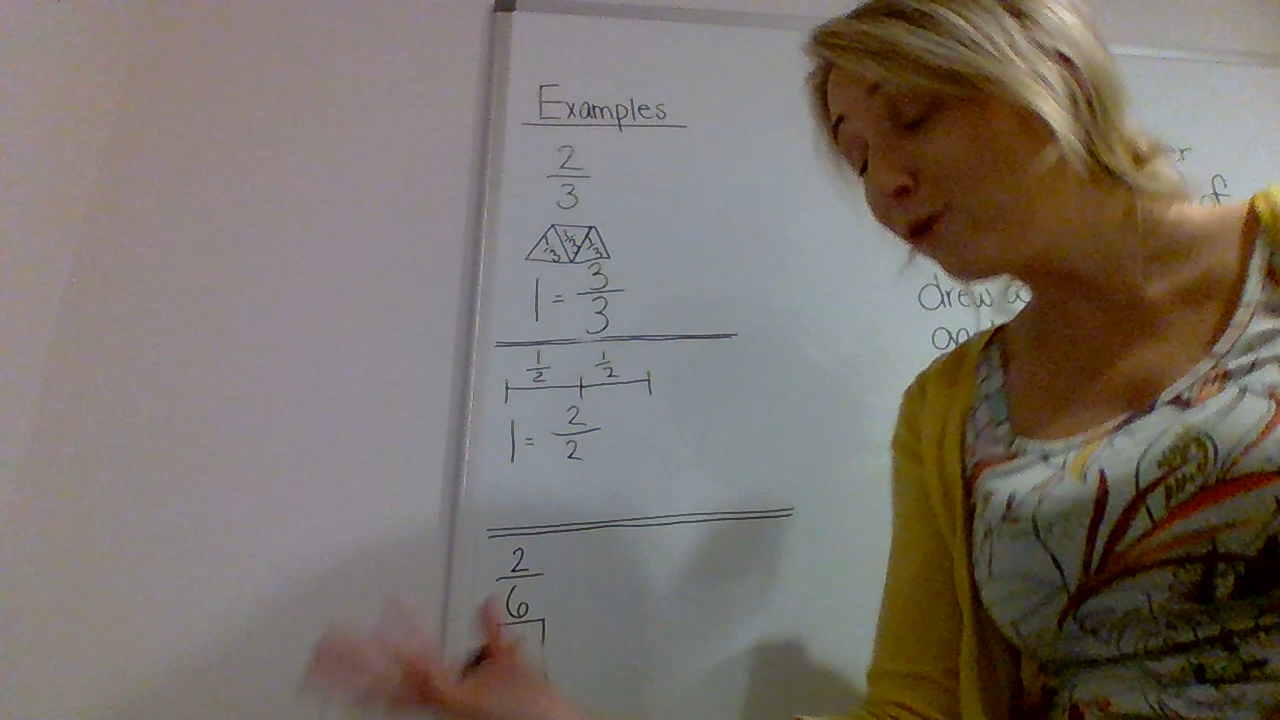 Examples
2
3
1/3 1/3 1/3
1 = 3/3
1/2 1/2
1 = 2/2
2
6
of
drew